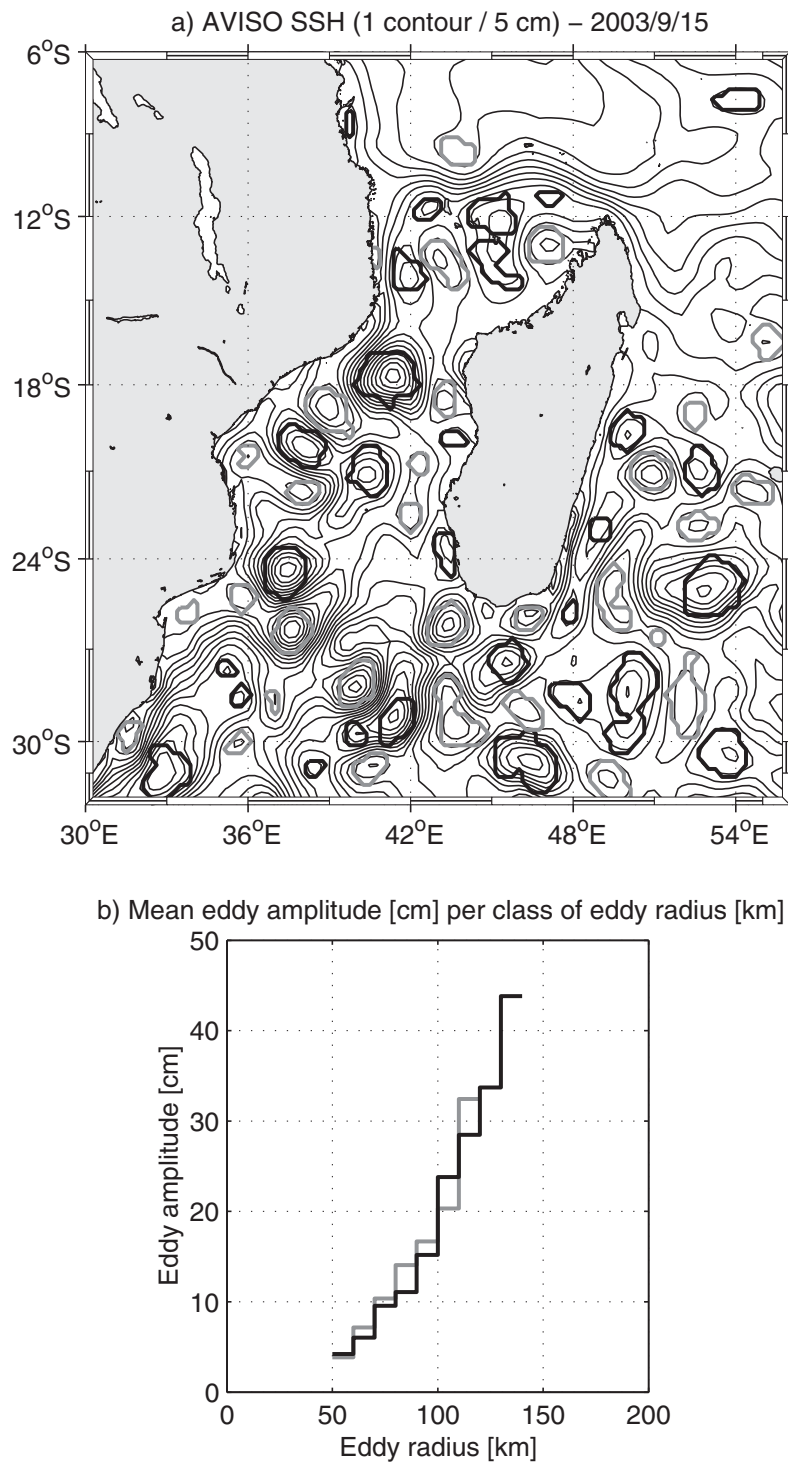 a) AVISO SSH (1 contour / 5 cm) − 2003/9/15
6°S
12°S
18°S
24°S
30°S
30°E 36°E 42°E 48°E 54°E
b) Mean eddy amplitude [cm] per class of eddy radius [km]
50
40
30
20
10
0
Eddy amplitude [cm]
0 50 100 150 200
Eddy radius [km]